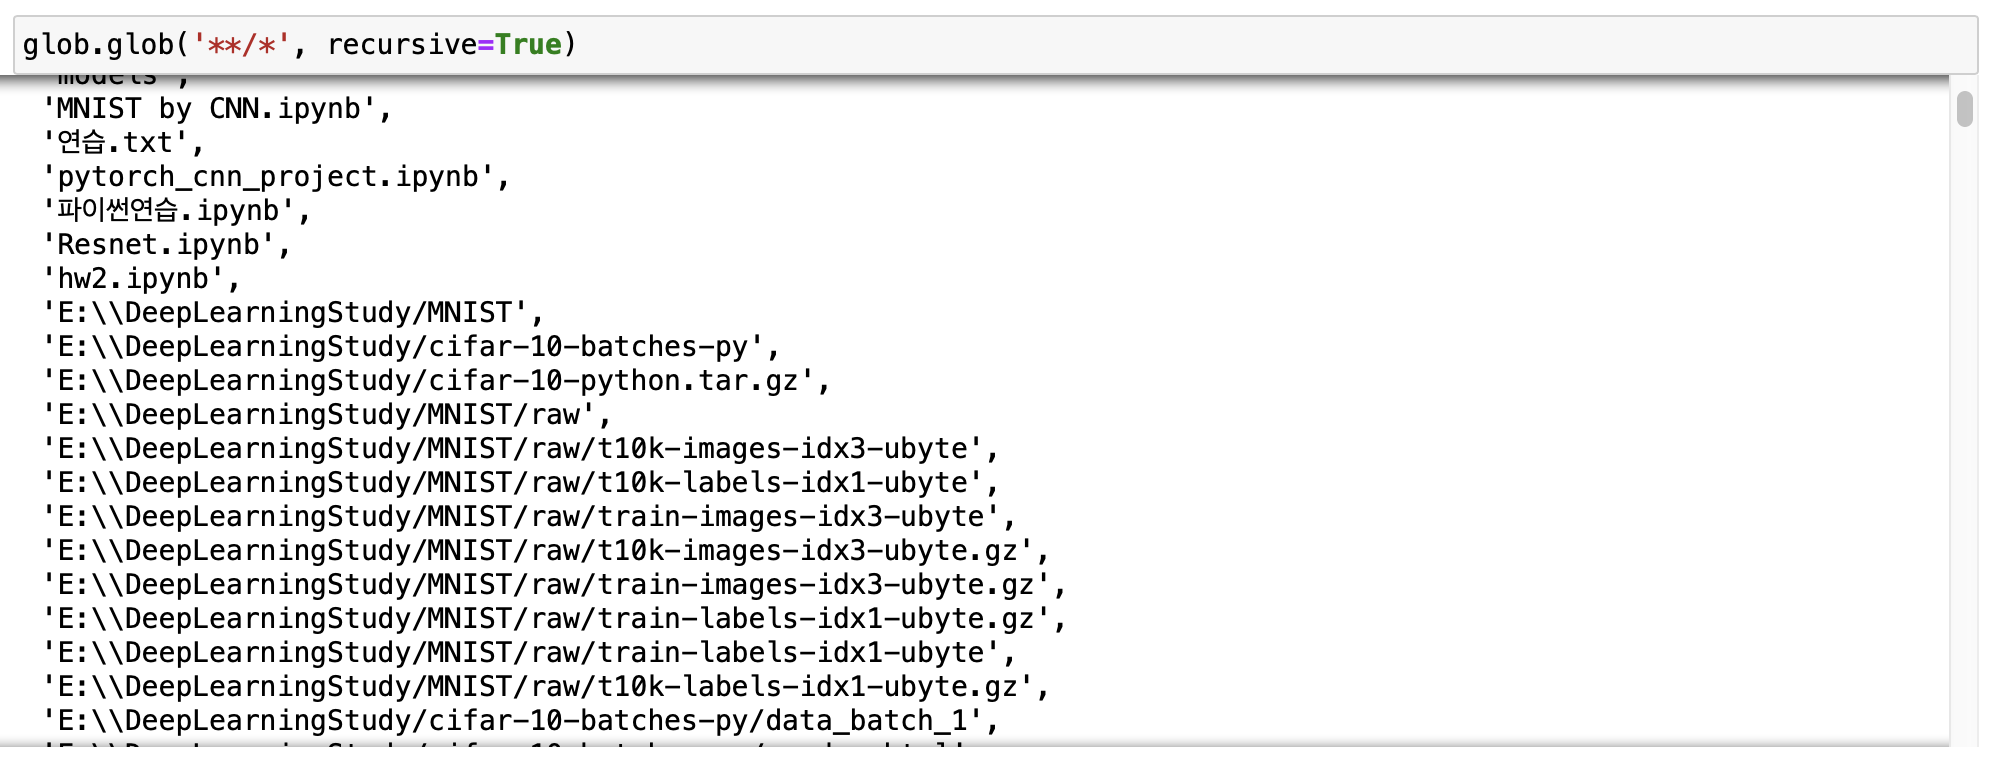 glob.glob('**/*', recursive=True)
'models',
'MNIST by CNN.ipynb',
'연습.txt',
'pytorch_cnn_project.ipynb',
'파이썬연습.ipynb',
'Resnet.ipynb',
'hw2.ipynb',
'E:\\DeepLearningStudy/MNIST',
'E:\\DeepLearningStudy/cifar-10-batches-py',
'E:\\DeepLearningStudy/cifar-10-python.tar.gz',
'E:\\DeepLearningStudy/MNIST/raw',
'E:\\DeepLearningStudy/MNIST/raw/t10k-images-idx3-ubyte',
'E:\\DeepLearningStudy/MNIST/raw/t10k-labels-idx1-ubyte',
'E:\\DeepLearningStudy/MNIST/raw/train-images-idx3-ubyte',
'E:\\DeepLearningStudy/MNIST/raw/t10k-images-idx3-ubyte.gz',
'E:\\DeepLearningStudy/MNIST/raw/train-images-idx3-ubyte.gz',
'E:\\DeepLearningStudy/MNIST/raw/train-labels-idx1-ubyte.gz',
'E:\\DeepLearningStudy/MNIST/raw/train-labels-idx1-ubyte',
'E:\\DeepLearningStudy/MNIST/raw/t10k-labels-idx1-ubyte.gz',
'E:\\DeepLearningStudy/cifar-10-batches-py/data_batch_1',